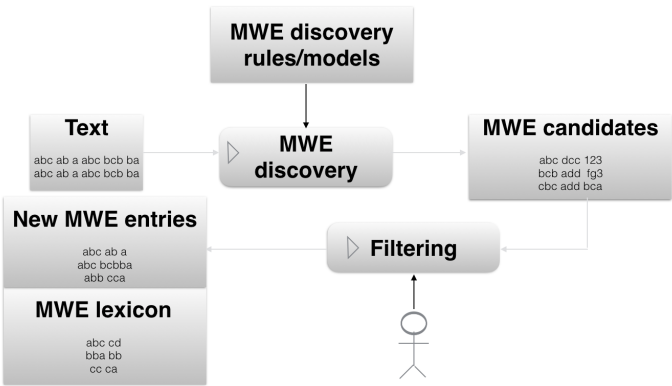 MWE discovery
rules/models
Text
abc ab a abc bcb ba
abc ab a abc bcb ba
MWE
discovery
MWE candidates
abc dcc 123
bcb add fg3
cbc add bca
New MWE entries
abc ab a
abc bcbba
abb cca
Filtering
MWE lexicon
abc cd
bba bb
cc ca